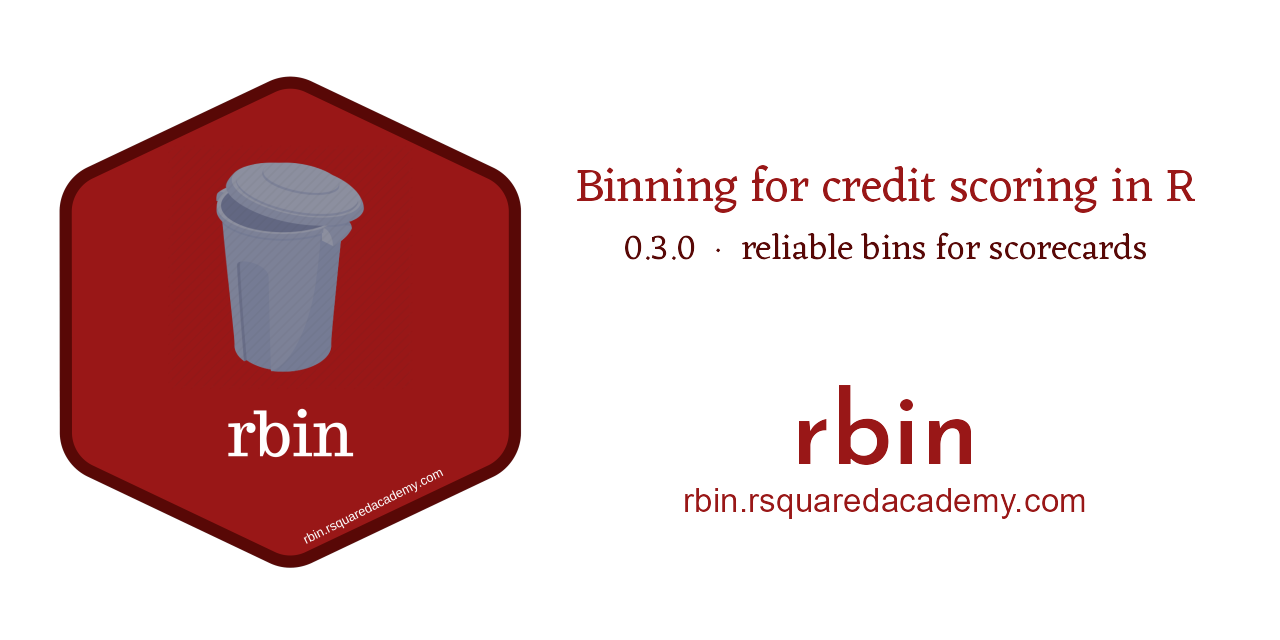 rbin
rbin.rsquaredacademy.com
Binning for credit scoring in R
0.3.0 · reliable bins for scorecards
rbin
rbin.rsquaredacademy.com